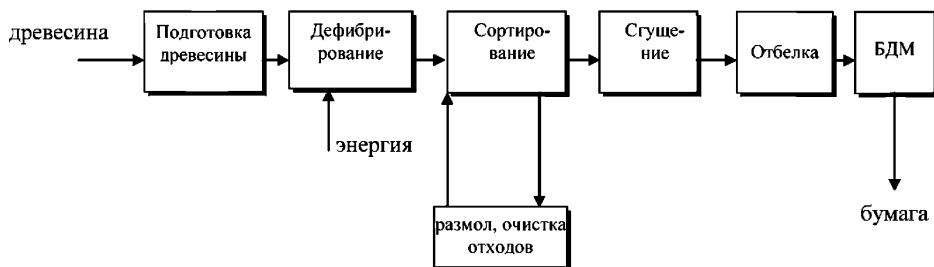 древесина
Подготовка
древесины
Дефибри-
рование
Сортиро-
вание
Сгуще-
ние
Отбелка
БДМ
энергия
бумага
размол, очистка
отходов